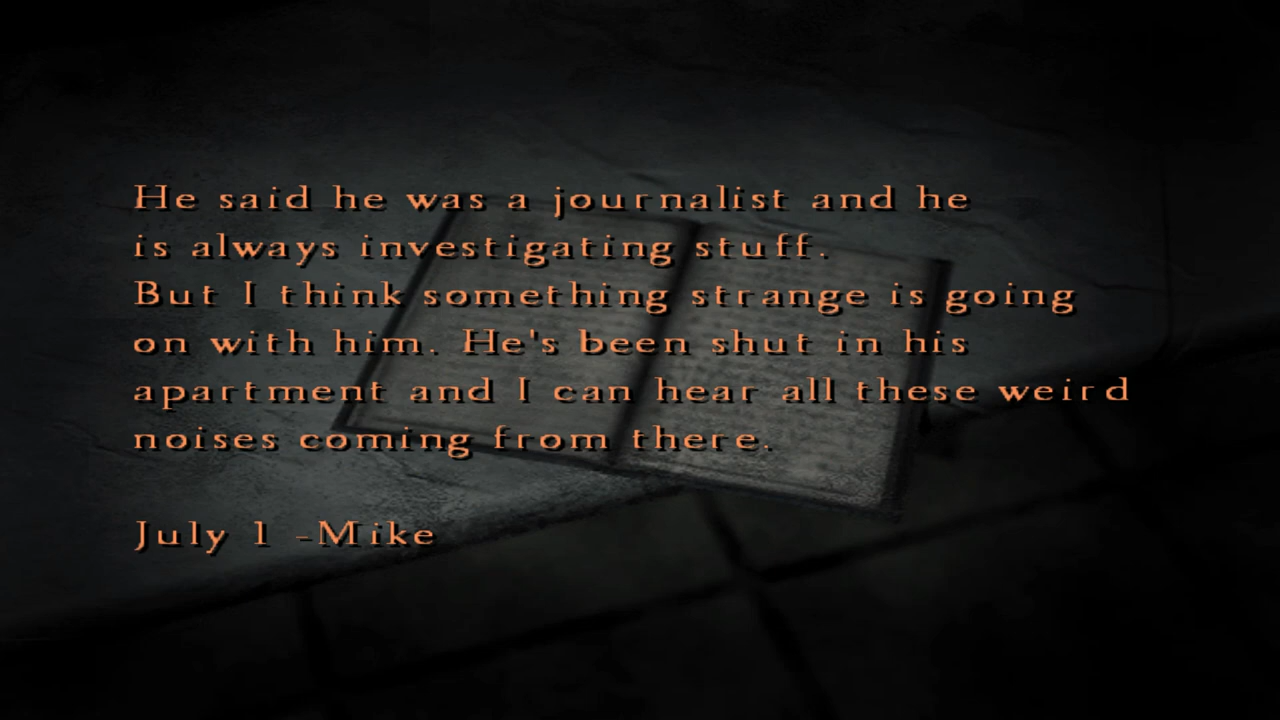 He said he was a journalist and he
is always investigating stuff.
But I think something strange is going
on with him. He's been shut in his
apartment and I can hear all these weird
noises coming from there.
July 1 -Mike